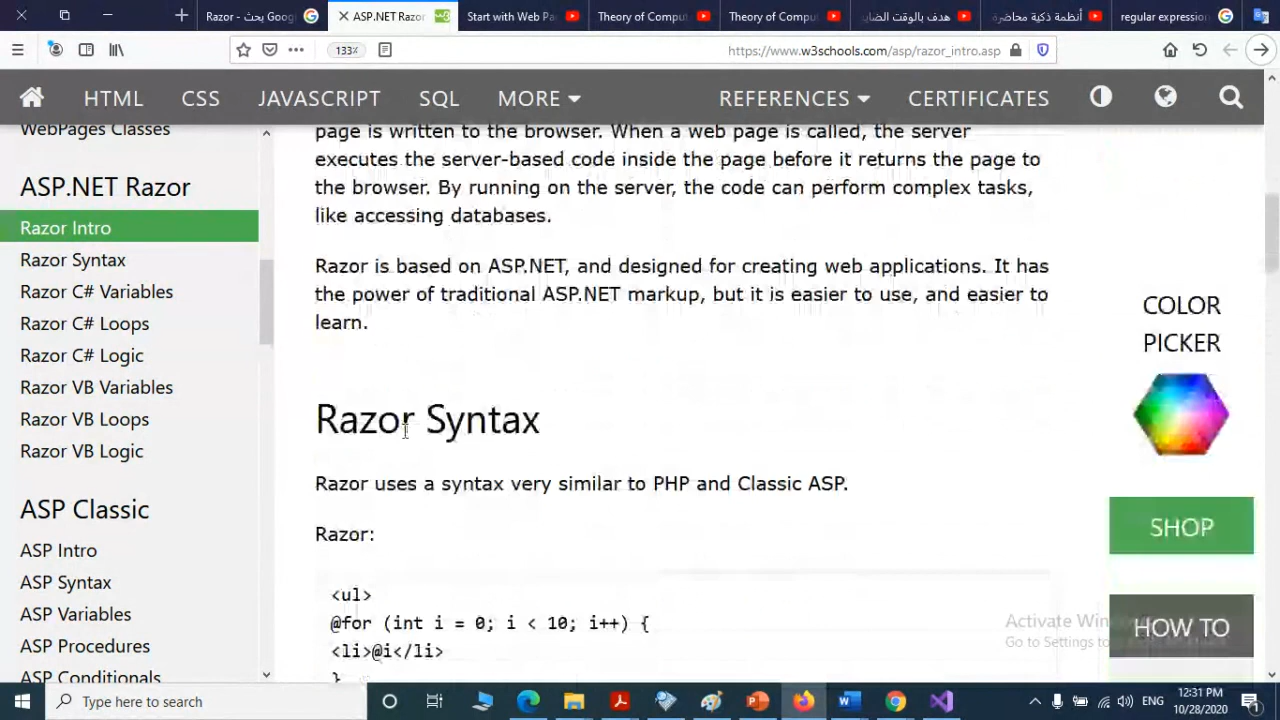 Razor - بحث Goog
ASP.NET Razor
Start with Web Pa
Theory of Comput
Theory of Comput
هدف بالوقت الضايع
أنظمة ذكية محاضرة
regular expression
133%
https://www.w3schools.com/asp/razor_intro.asp
HTML CSS JAVASCRIPT SQL MORE REFERENCES CERTIFICATES
WebPages Classes
ASP.NET Razor
Razor Intro
Razor Syntax
Razor C# Variables
Razor C# Loops
Razor C# Logic
Razor VB Variables
Razor VB Loops
Razor VB Logic
ASP Classic
ASP Intro
ASP Syntax
ASP Variables
ASP Procedures
ASP Conditionals
page is written to the browser. When a web page is called, the server
executes the server-based code inside the page before it returns the page to
the browser. By running on the server, the code can perform complex tasks,
like accessing databases.
Razor is based on ASP.NET, and designed for creating web applications. It has
the power of traditional ASP.NET markup, but it is easier to use, and easier to
learn.
Razor Syntax
Razor uses a syntax very similar to PHP and Classic ASP.
Razor:
<ul>
@for (int i = 0; i < 10; i++) {
<li>@i</li>
}
COLOR
PICKER
SHOP
HOW TO
Activate Win
Go to Settings to
Type here to search
ENG
12:31 PM
10/28/2020